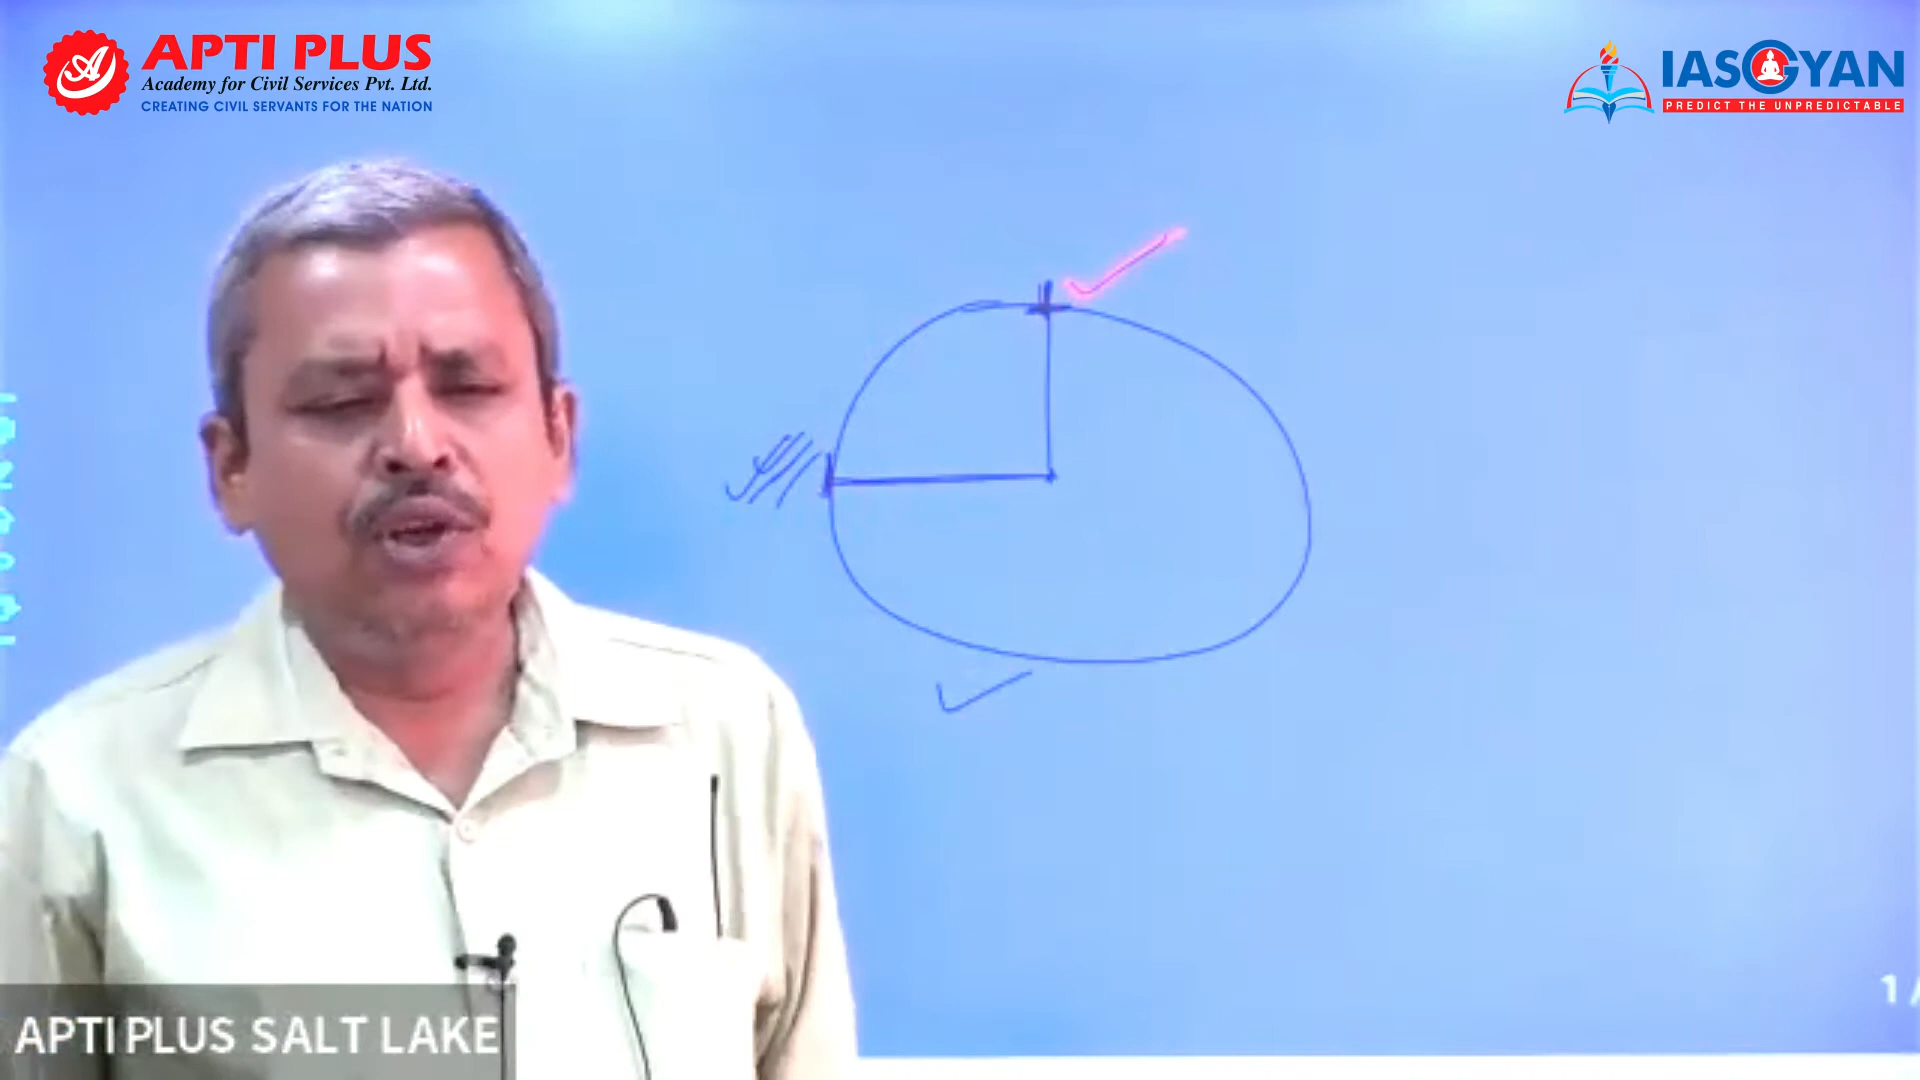 APTI PLUS
Academy for Civil Services Pvt. Ltd.
CREATING CIVIL SERVANTS FOR THE NATION
IASGYAN
PREDICT THE UNPREDICTABLE
1/
APTI PLUS SALT LAKE